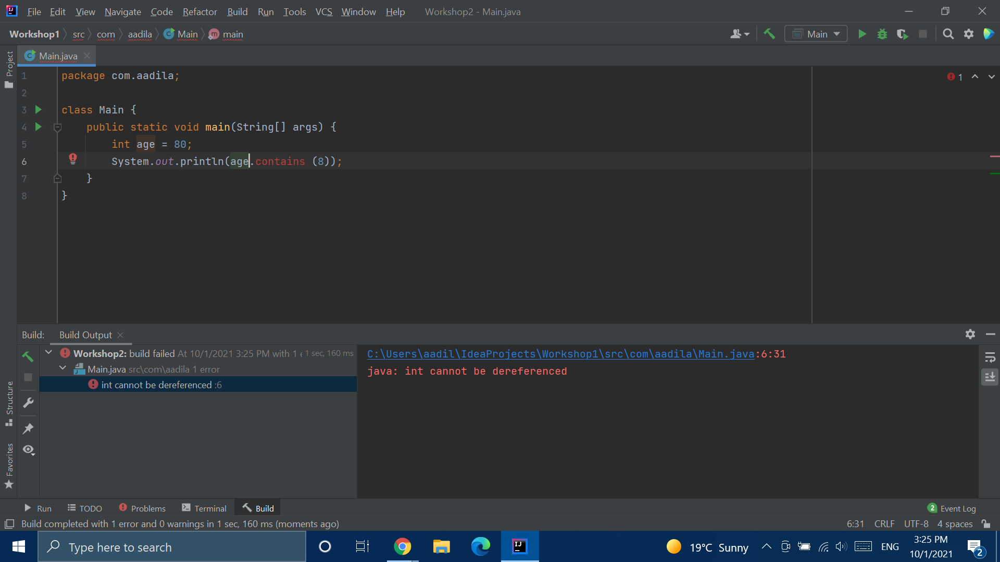 File Edit View Navigate Code Refactor Build Run Tools VCS Window Help Workshop2 - Main.java
Workshop1 src com aadila Main main
Main
Main.java
Project
1 package com.aadila;
2
3 class Main {
4 public static void main(String[] args) {
5 int age = 80;
6 System.out.println(age.contains (8));
7 }
8 }
1
Build: Build Output
Workshop2: build failed At 10/1/2021 3:25 PM with 1 e 1 sec, 160 ms
Main.java src\com\aadila 1 error
int cannot be dereferenced :6
C:\Users\aadil\IdeaProjects\Workshop1\src\com\aadila\Main.java:6:31
java: int cannot be dereferenced
Structure
Favorites
Run TODO Problems Terminal Build
2 Event Log
Build completed with 1 error and 0 warnings in 1 sec, 160 ms (moments ago)
6:31 CRLF UTF-8 4 spaces
Type here to search
19°C Sunny
ENG
3:25 PM
10/1/2021
2